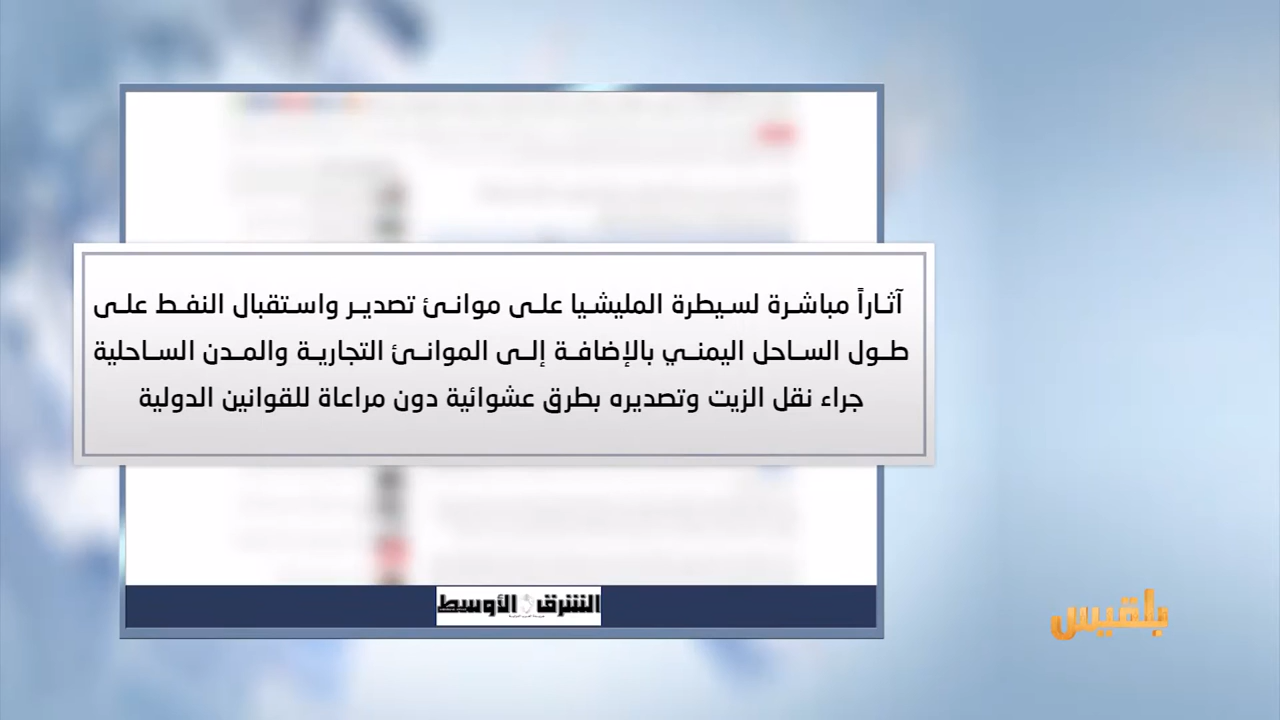 آثاراً مباشرة لسيطرة المليشيا على موانئ تصدير واستقبال النفط على
طول الساحل اليمني بالإضافة إلى الموانئ التجارية والمدن الساحلية
جراء نقل الزيت وتصديره بطرق عشوائية دون مراعاة للقوانين الدولية
الشرق الأوسط
بلقيس